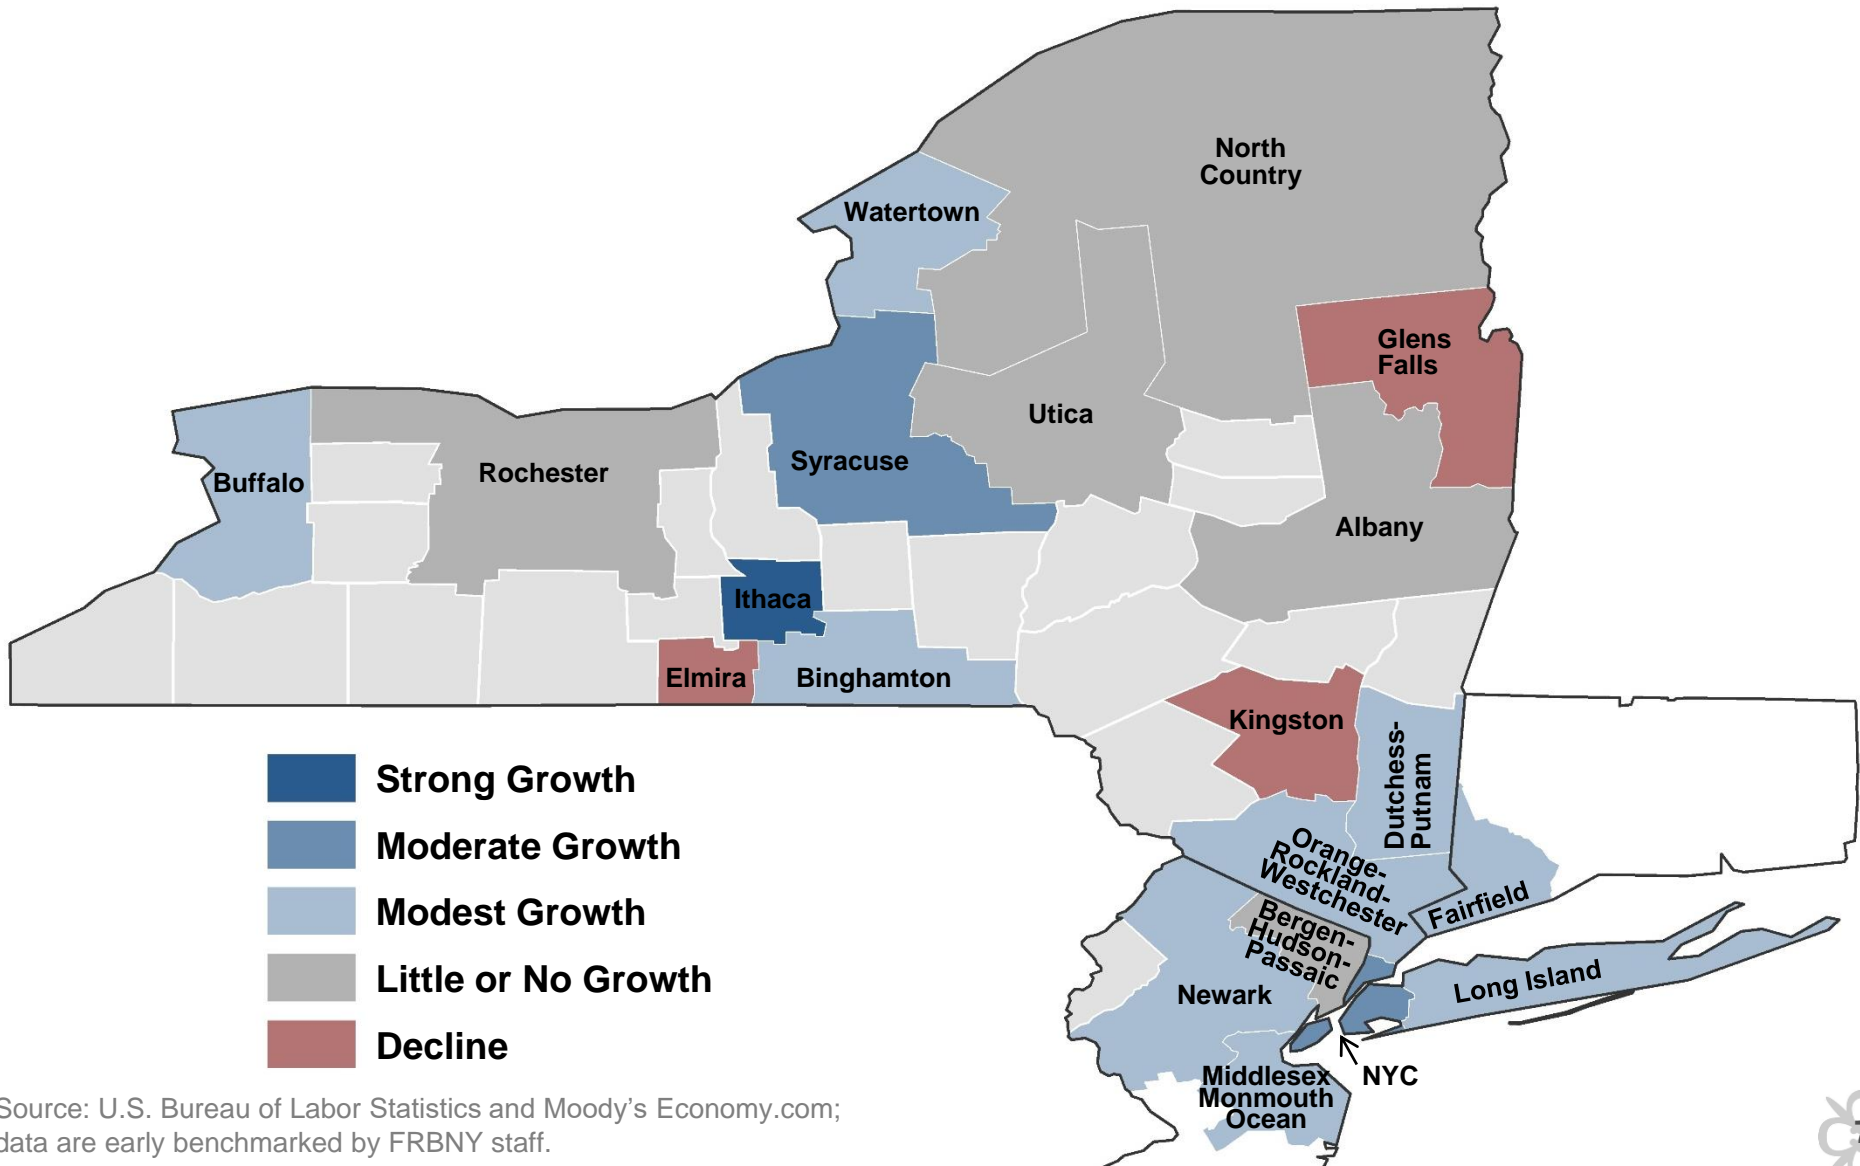 North
Country
Watertown
Glens
Falls
Utica
Syracuse
Rochester
Buffalo
Albany
Ithaca
Elmira
Binghamton
Kingston
Dutchess-
Putnam
Orange-
Rockland-
Westchester
Fairfield
Bergen-
Hudson-
Passaic
Long Island
Newark
NYC
Middlesex
Monmouth
Ocean
Strong Growth
Moderate Growth
Modest Growth
Little or No Growth
Decline
Source: U.S. Bureau of Labor Statistics and Moody's Economy.com;
data are early benchmarked by FRBNY staff.